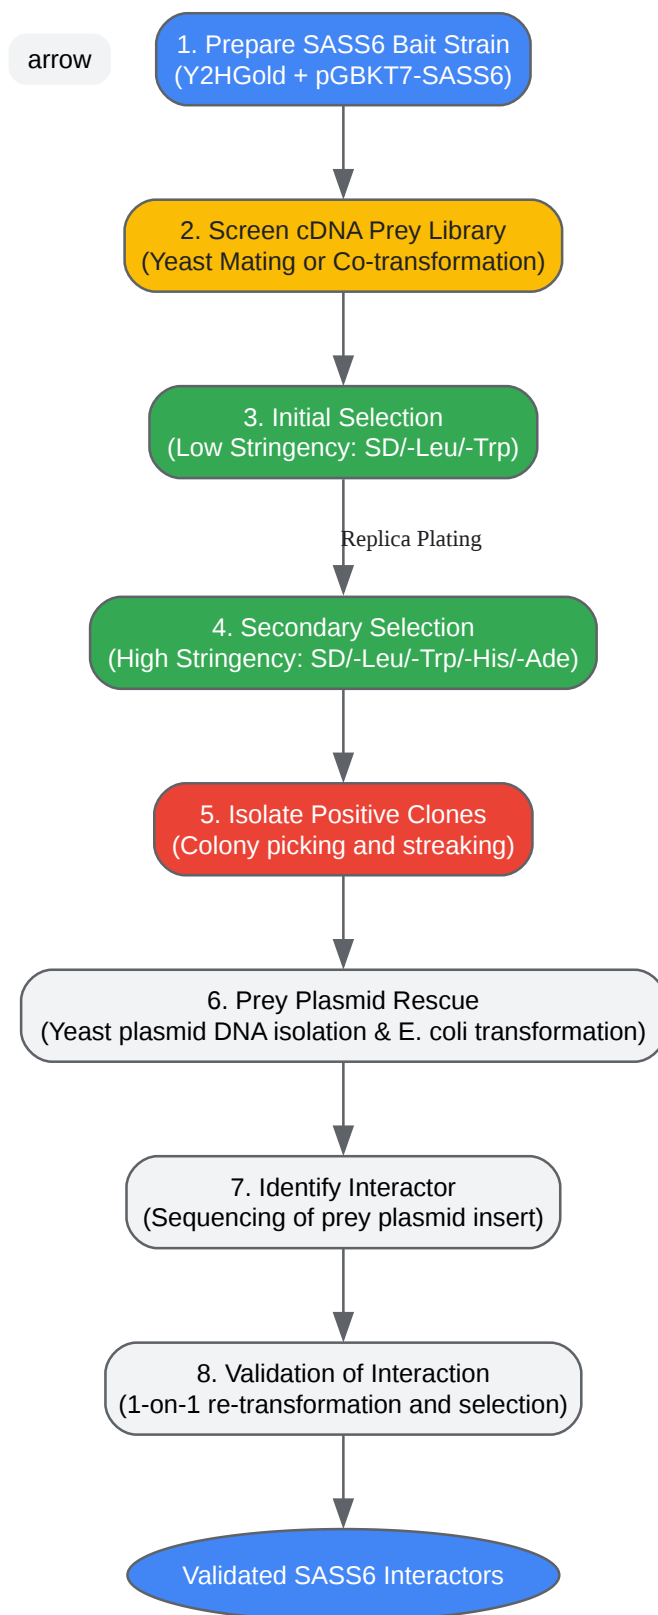 arrow
1. Prepare SASS6 Bait Strain
(Y2HGold + pGBKT7-SASS6)
2. Screen cDNA Prey Library
(Yeast Mating or Co-transformation)
3. Initial Selection
(Low Stringency: SD/-Leu/-Trp)
Replica Plating
4. Secondary Selection
(High Stringency: SD/-Leu/-Trp/-His/-Ade)
5. Isolate Positive Clones
(Colony picking and streaking)
6. Prey Plasmid Rescue
(Yeast plasmid DNA isolation & E. coli transformation)
7. Identify Interactor
(Sequencing of prey plasmid insert)
8. Validation of Interaction
(1-on-1 re-transformation and selection)
Validated SASS6 Interactors